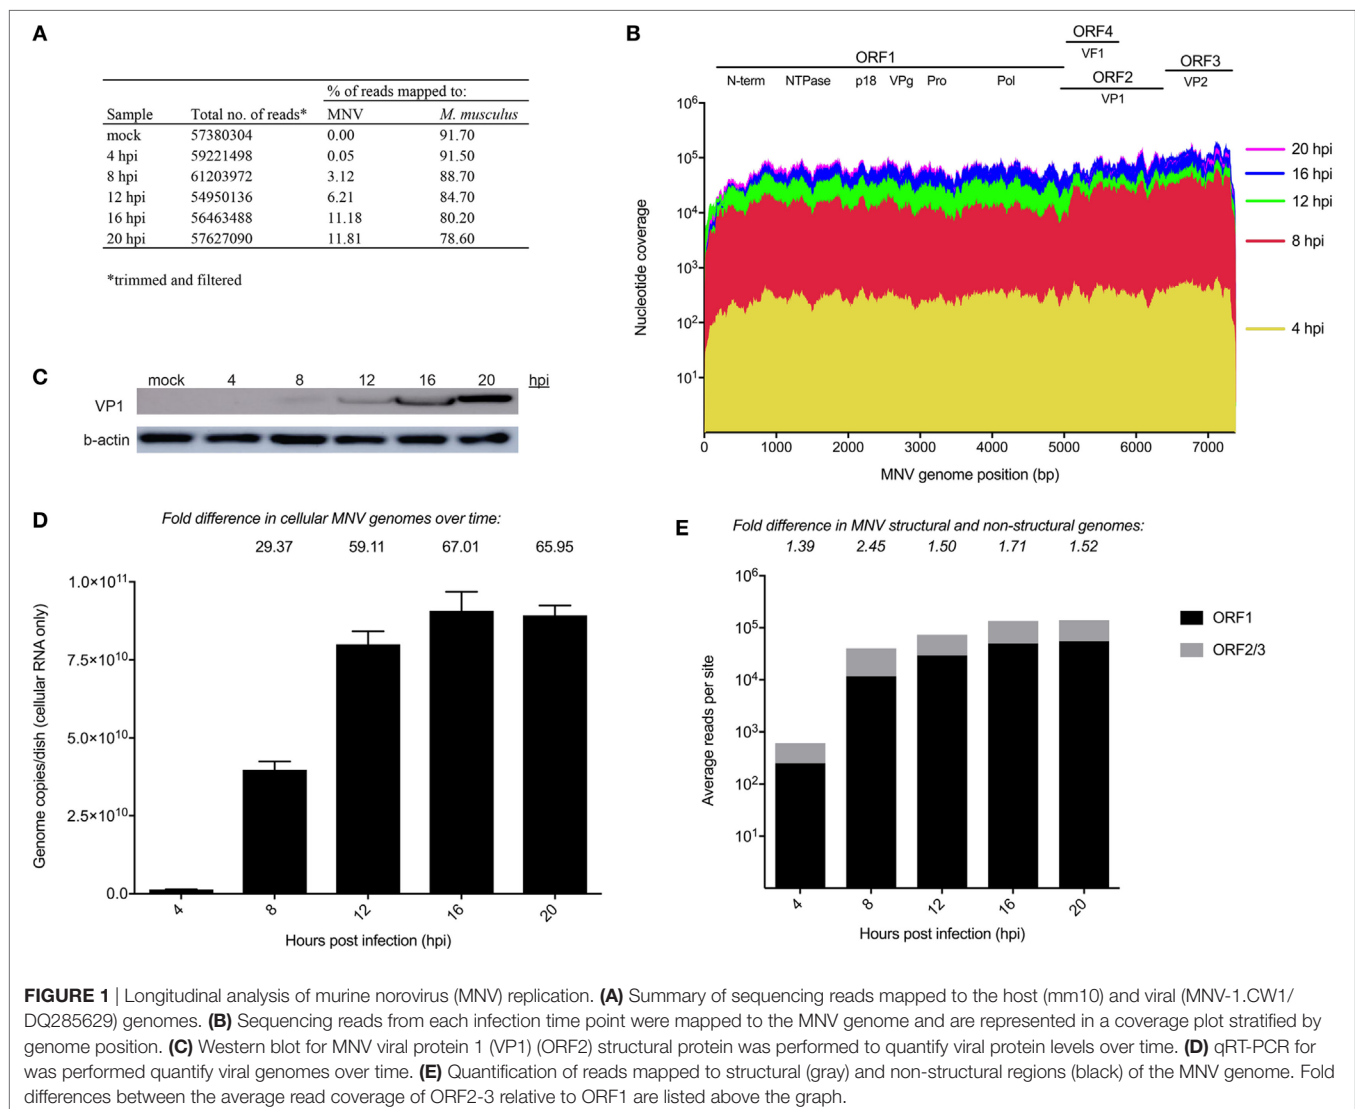 A
% of reads mapped to:
Sample Total no. of reads* MNV M. musculus
mock 57380304 0.00 91.70
4 hpi 59221498 0.05 91.50
8 hpi 61203972 3.12 88.70
12 hpi 54950136 6.21 84.70
16 hpi 56463488 11.18 80.20
20 hpi 57627090 11.81 78.60
*trimmed and filtered
B
ORF4
VF1
ORF1 ORF3
ORF2
N-term NTPase p18 VPg Pro Pol VP2
VP1
Nucleotide coverage
10⁶
10⁵
10⁴
10³
10²
10¹
0 1000 2000 3000 4000 5000 6000 7000
MNV genome position (bp)
20 hpi
16 hpi
12 hpi
8 hpi
4 hpi
C
mock 4 8 12 16 20 hpi
VP1
b-actin
D
Fold difference in cellular MNV genomes over time:
29.37 59.11 67.01 65.95
Genome copies/dish (cellular RNA only)
1.0×10¹¹
7.5×10¹⁰
5.0×10¹⁰
2.5×10¹⁰
0.0
4 8 12 16 20
Hours post infection (hpi)
E
Fold difference in MNV structural and non-structural genomes:
1.39 2.45 1.50 1.71 1.52
Average reads per site
10⁶
10⁵
10⁴
10³
10²
10¹
4 8 12 16 20
Hours post infection (hpi)
ORF1
ORF2/3
FIGURE 1 | Longitudinal analysis of murine norovirus (MNV) replication. (A) Summary of sequencing reads mapped to the host (mm10) and viral (MNV-1.CW1/
DQ285629) genomes. (B) Sequencing reads from each infection time point were mapped to the MNV genome and are represented in a coverage plot stratified by
genome position. (C) Western blot for MNV viral protein 1 (VP1) (ORF2) structural protein was performed to quantify viral protein levels over time. (D) qRT-PCR for
was performed quantify viral genomes over time. (E) Quantification of reads mapped to structural (gray) and non-structural regions (black) of the MNV genome. Fold
differences between the average read coverage of ORF2-3 relative to ORF1 are listed above the graph.